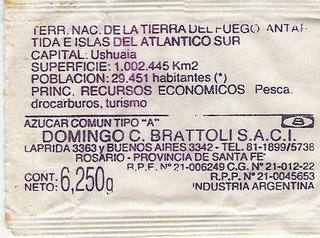 TERR. NAC. DE LA TIERRA DEL FUEGO ANTAR
TIDA E ISLAS DEL ATLANTICO SUR
CAPITAL: Ushuaia
SUPERFICIE: 1.002.445 Km2
POBLACION: 29.451 habitantes (*)
PRINC. RECURSOS ECONOMICOS Pesca.
drocarburos, turismo
AZUCAR COMUN TIPO "A" B
DOMINGO C. BRATTOLI S.A.C.I.
LAPRIDA 3363 y BUENOS AIRES 3342 - TEL. 81-1899/5738
ROSARIO - PROVINCIA DE SANTA FE
R.P.E. N° 21-006249 C.G. N° 21-012-22
R.P.P. N° 21-0045653
CONT. NETO: 6,250g
INDUSTRIA ARGENTINA